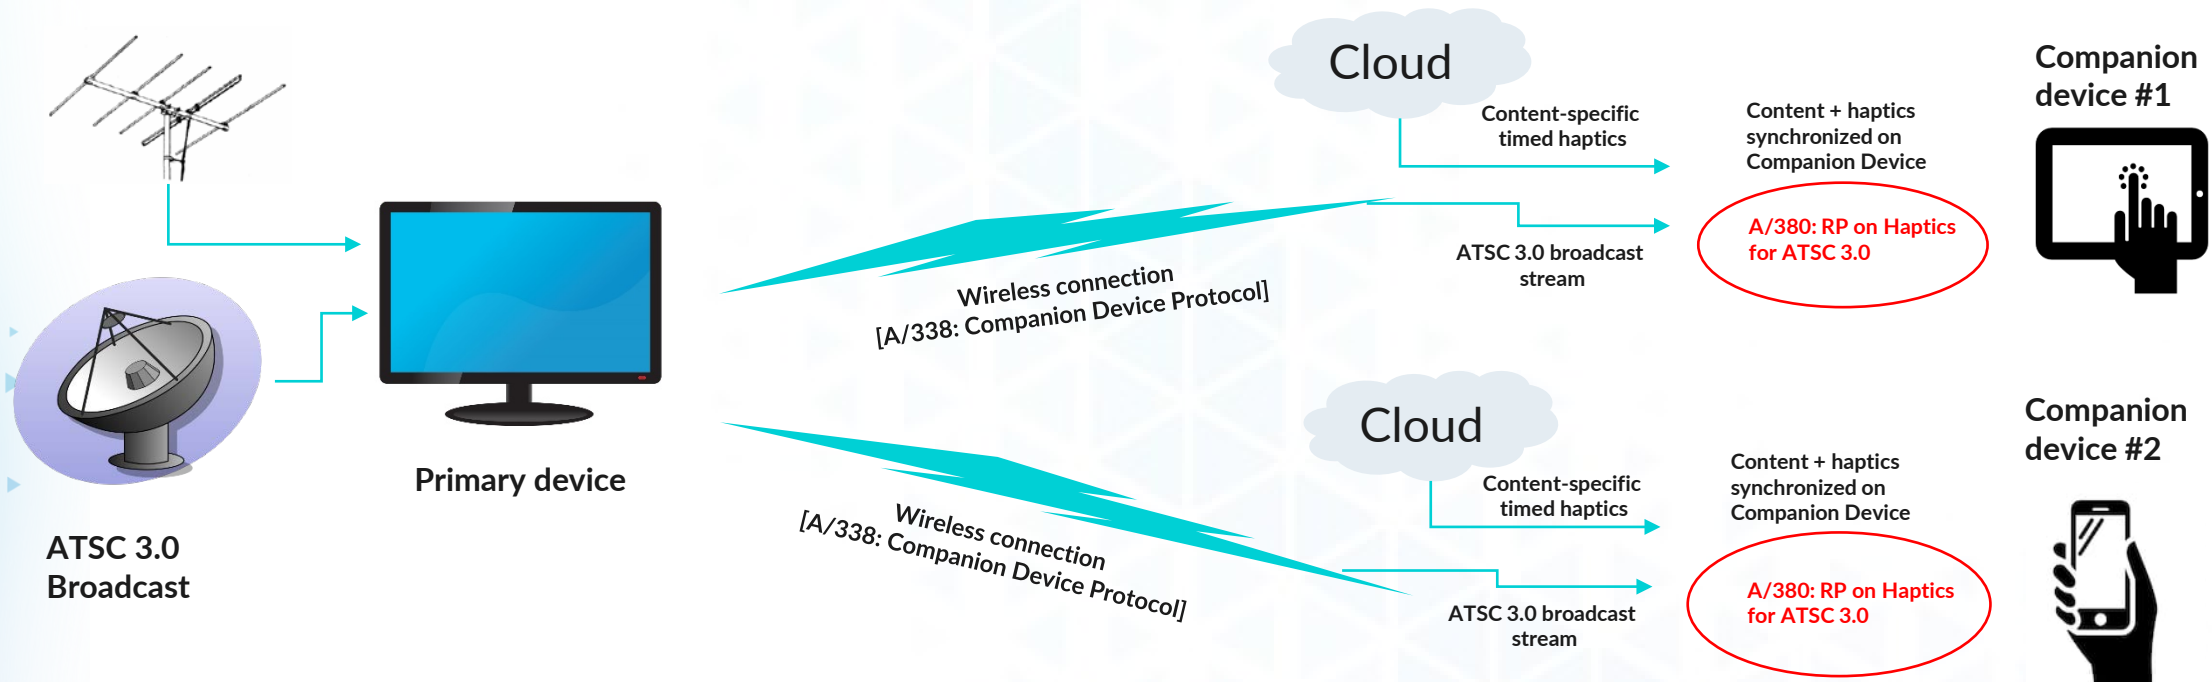 ATSC 3.0
Broadcast
Primary device
Wireless connection
[A/338: Companion Device Protocol]
Cloud
Content-specific
timed haptics
ATSC 3.0 broadcast
stream
Content + haptics
synchronized on
Companion Device
A/380: RP on Haptics
for ATSC 3.0
Companion
device #1
Wireless connection
[A/338: Companion Device Protocol]
Cloud
Content-specific
timed haptics
ATSC 3.0 broadcast
stream
Content + haptics
synchronized on
Companion Device
A/380: RP on Haptics
for ATSC 3.0
Companion
device #2